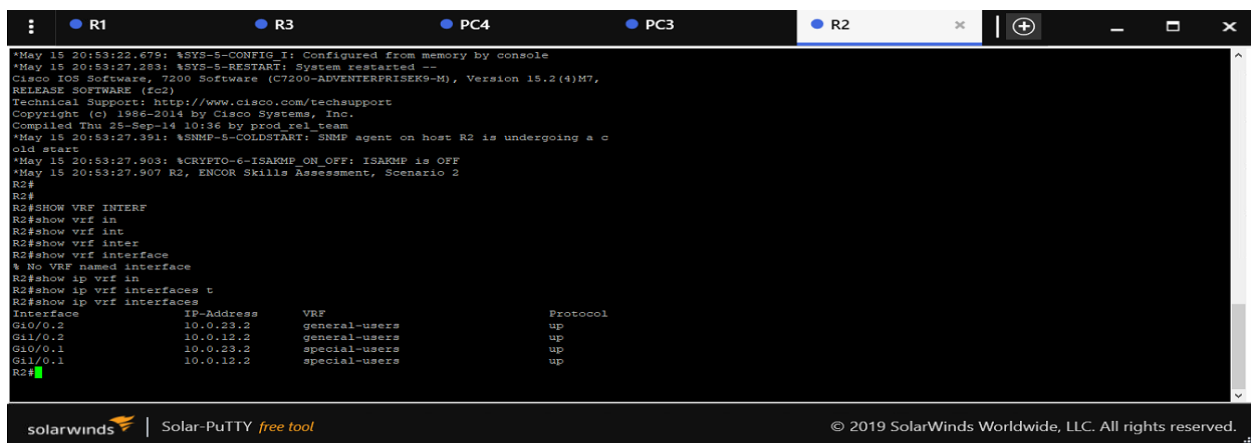 R1 R3 PC4 PC3 R2
*May 15 20:53:22.679: %SYS-5-CONFIG_I: Configured from memory by console
*May 15 20:53:27.283: %SYS-5-RESTART: System restarted --
Cisco IOS Software, 7200 Software (C7200-ADVENTERPRISEK9-M), Version 15.2(4)M7,
RELEASE SOFTWARE (fc2)
Technical Support: http://www.cisco.com/techsupport
Copyright (c) 1986-2014 by Cisco Systems, Inc.
Compiled Thu 25-Sep-14 10:36 by prod_rel_team
*May 15 20:53:27.391: %SNMP-5-COLDSTART: SNMP agent on host R2 is undergoing a c
old start
*May 15 20:53:27.903: %CRYPTO-6-ISAKMP_ON_OFF: ISAKMP is OFF
*May 15 20:53:27.907 R2, ENCOR Skills Assessment, Scenario 2
R2#
R2#
R2#SHOW VRF INTERF
R2#show vrf in
R2#show vrf int
R2#show vrf inter
R2#show vrf interface
% No VRF named interface
R2#show ip vrf in
R2#show ip vrf interfaces t
R2#show ip vrf interfaces
Interface IP-Address VRF Protocol
Gi0/0.2 10.0.23.2 general-users up
Gi1/0.2 10.0.12.2 general-users up
Gi0/0.1 10.0.23.2 special-users up
Gi1/0.1 10.0.12.2 special-users up
R2#
solarwinds | Solar-PuTTY free tool © 2019 SolarWinds Worldwide, LLC. All rights reserved.